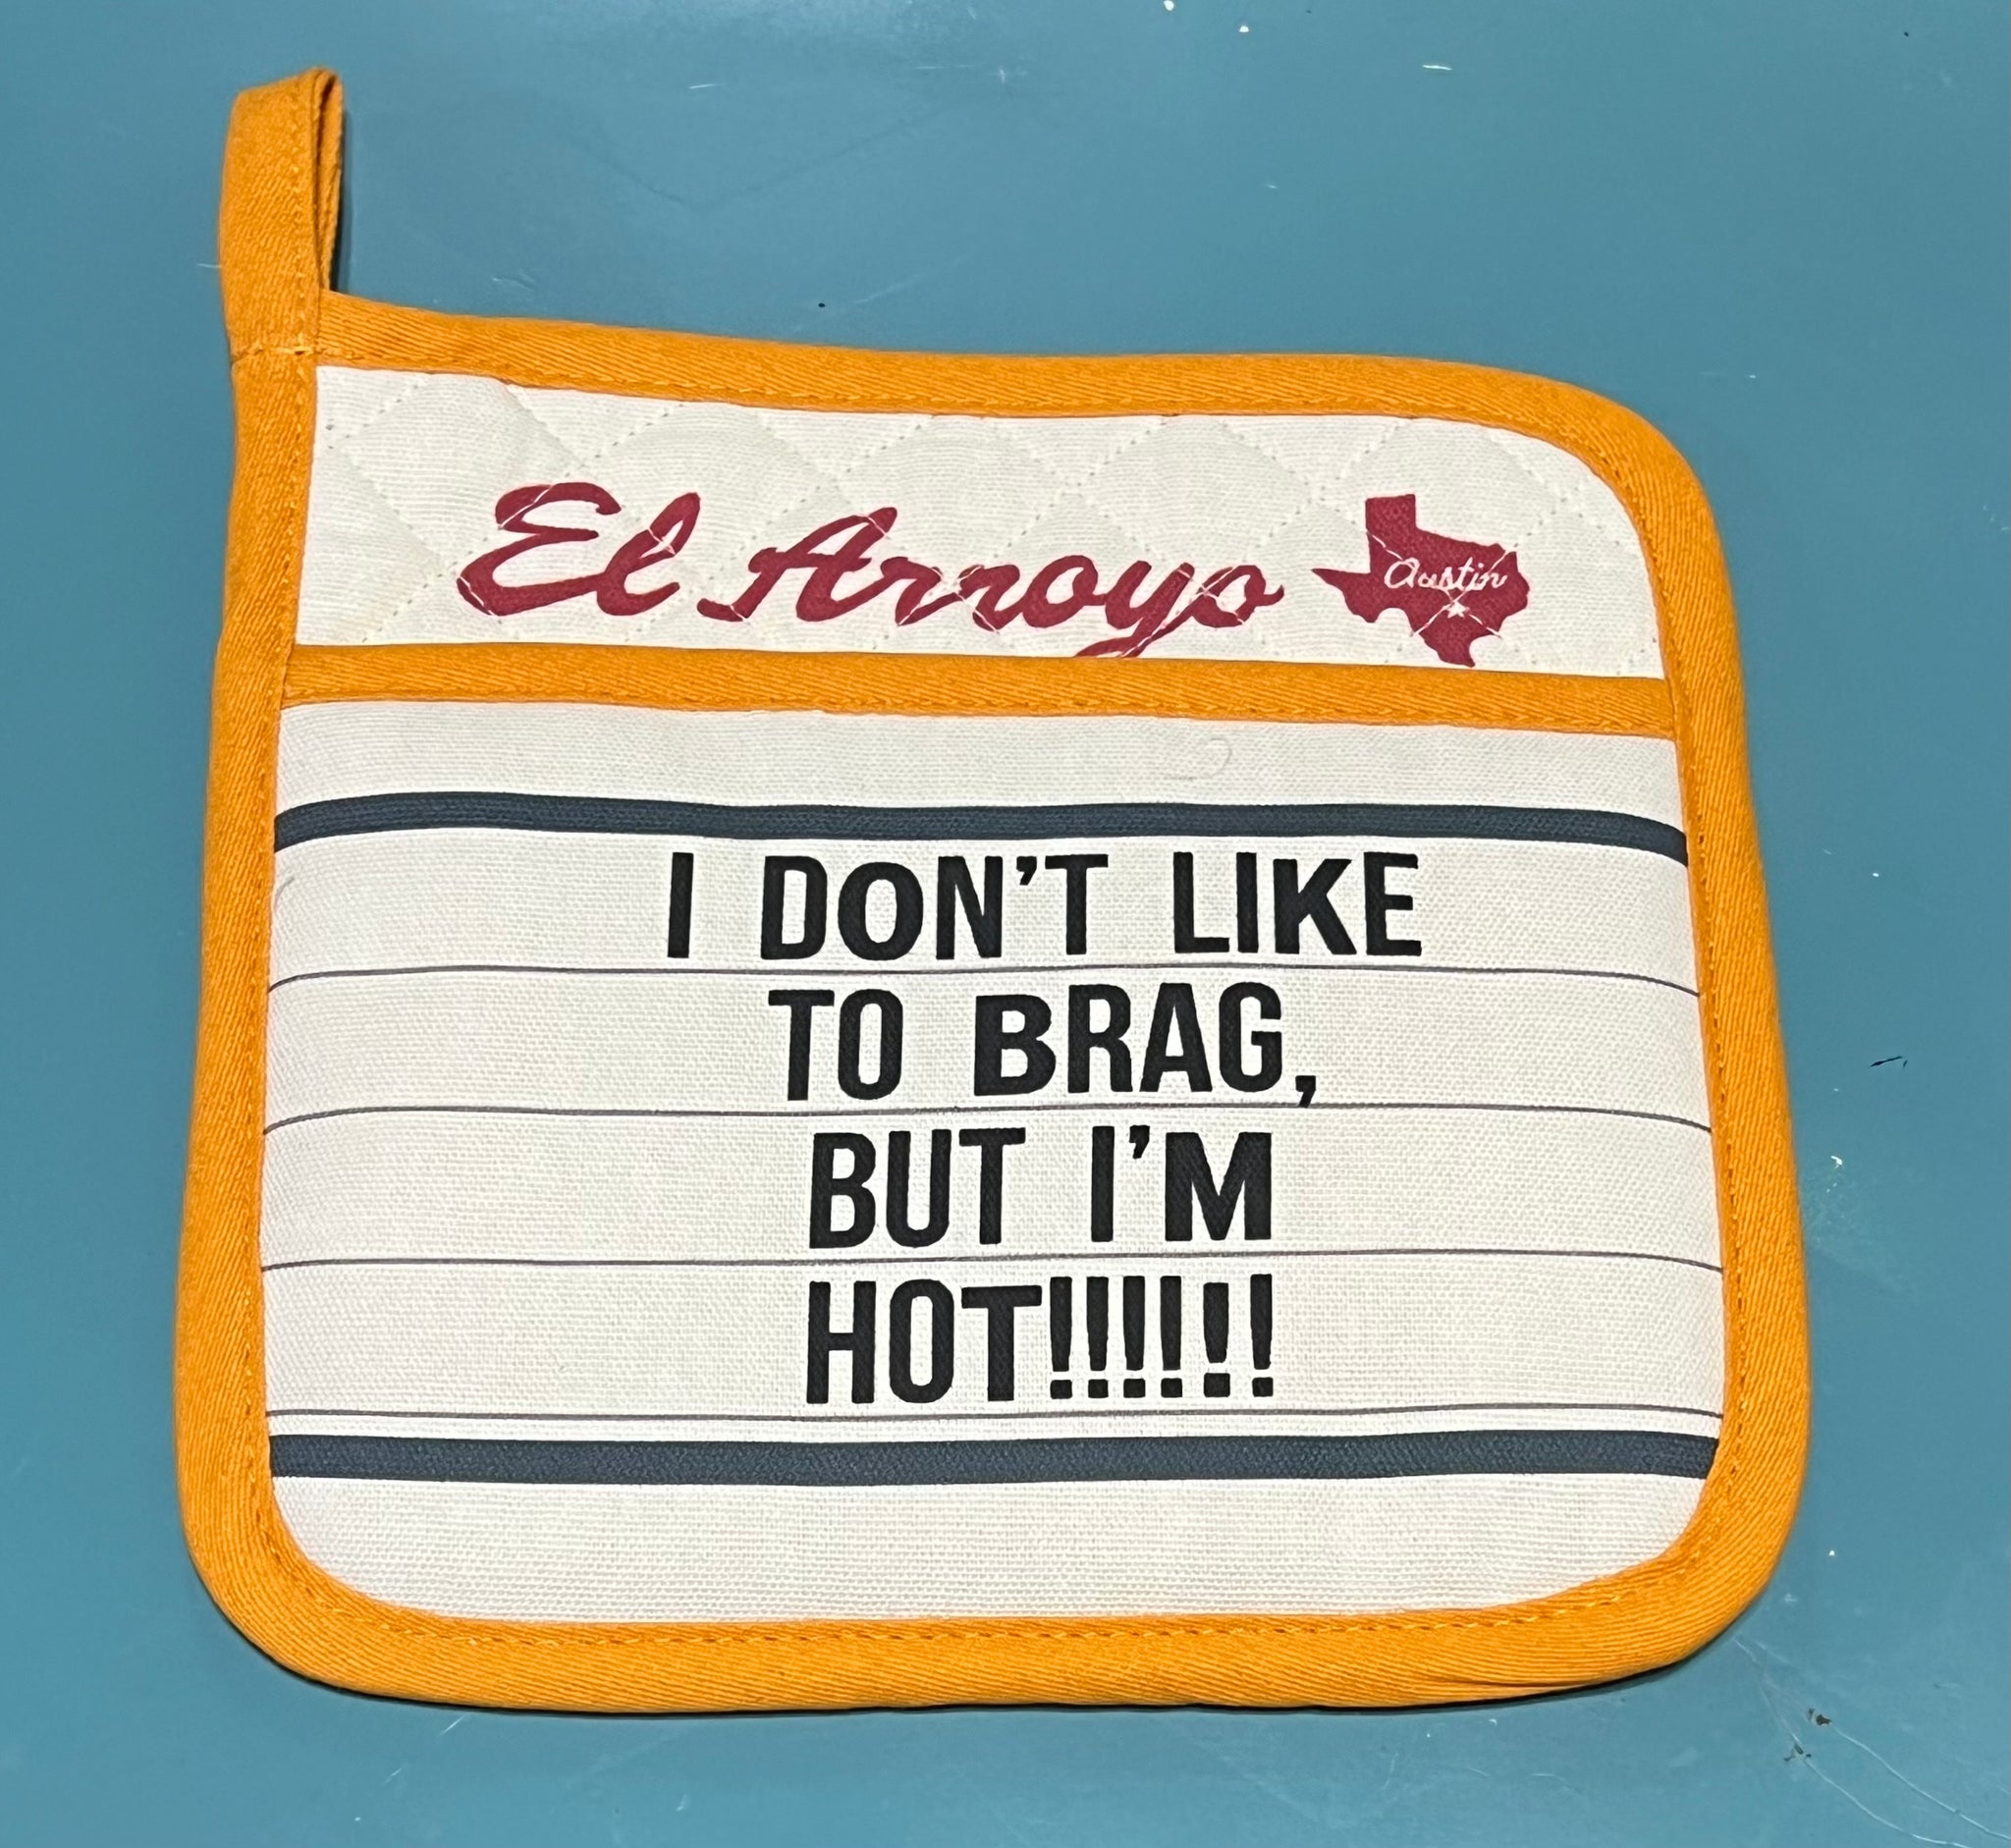 El Arroyo
Austin
I DON'T LIKE
TO BRAG,
BUT I'M
HOT!!!!!!